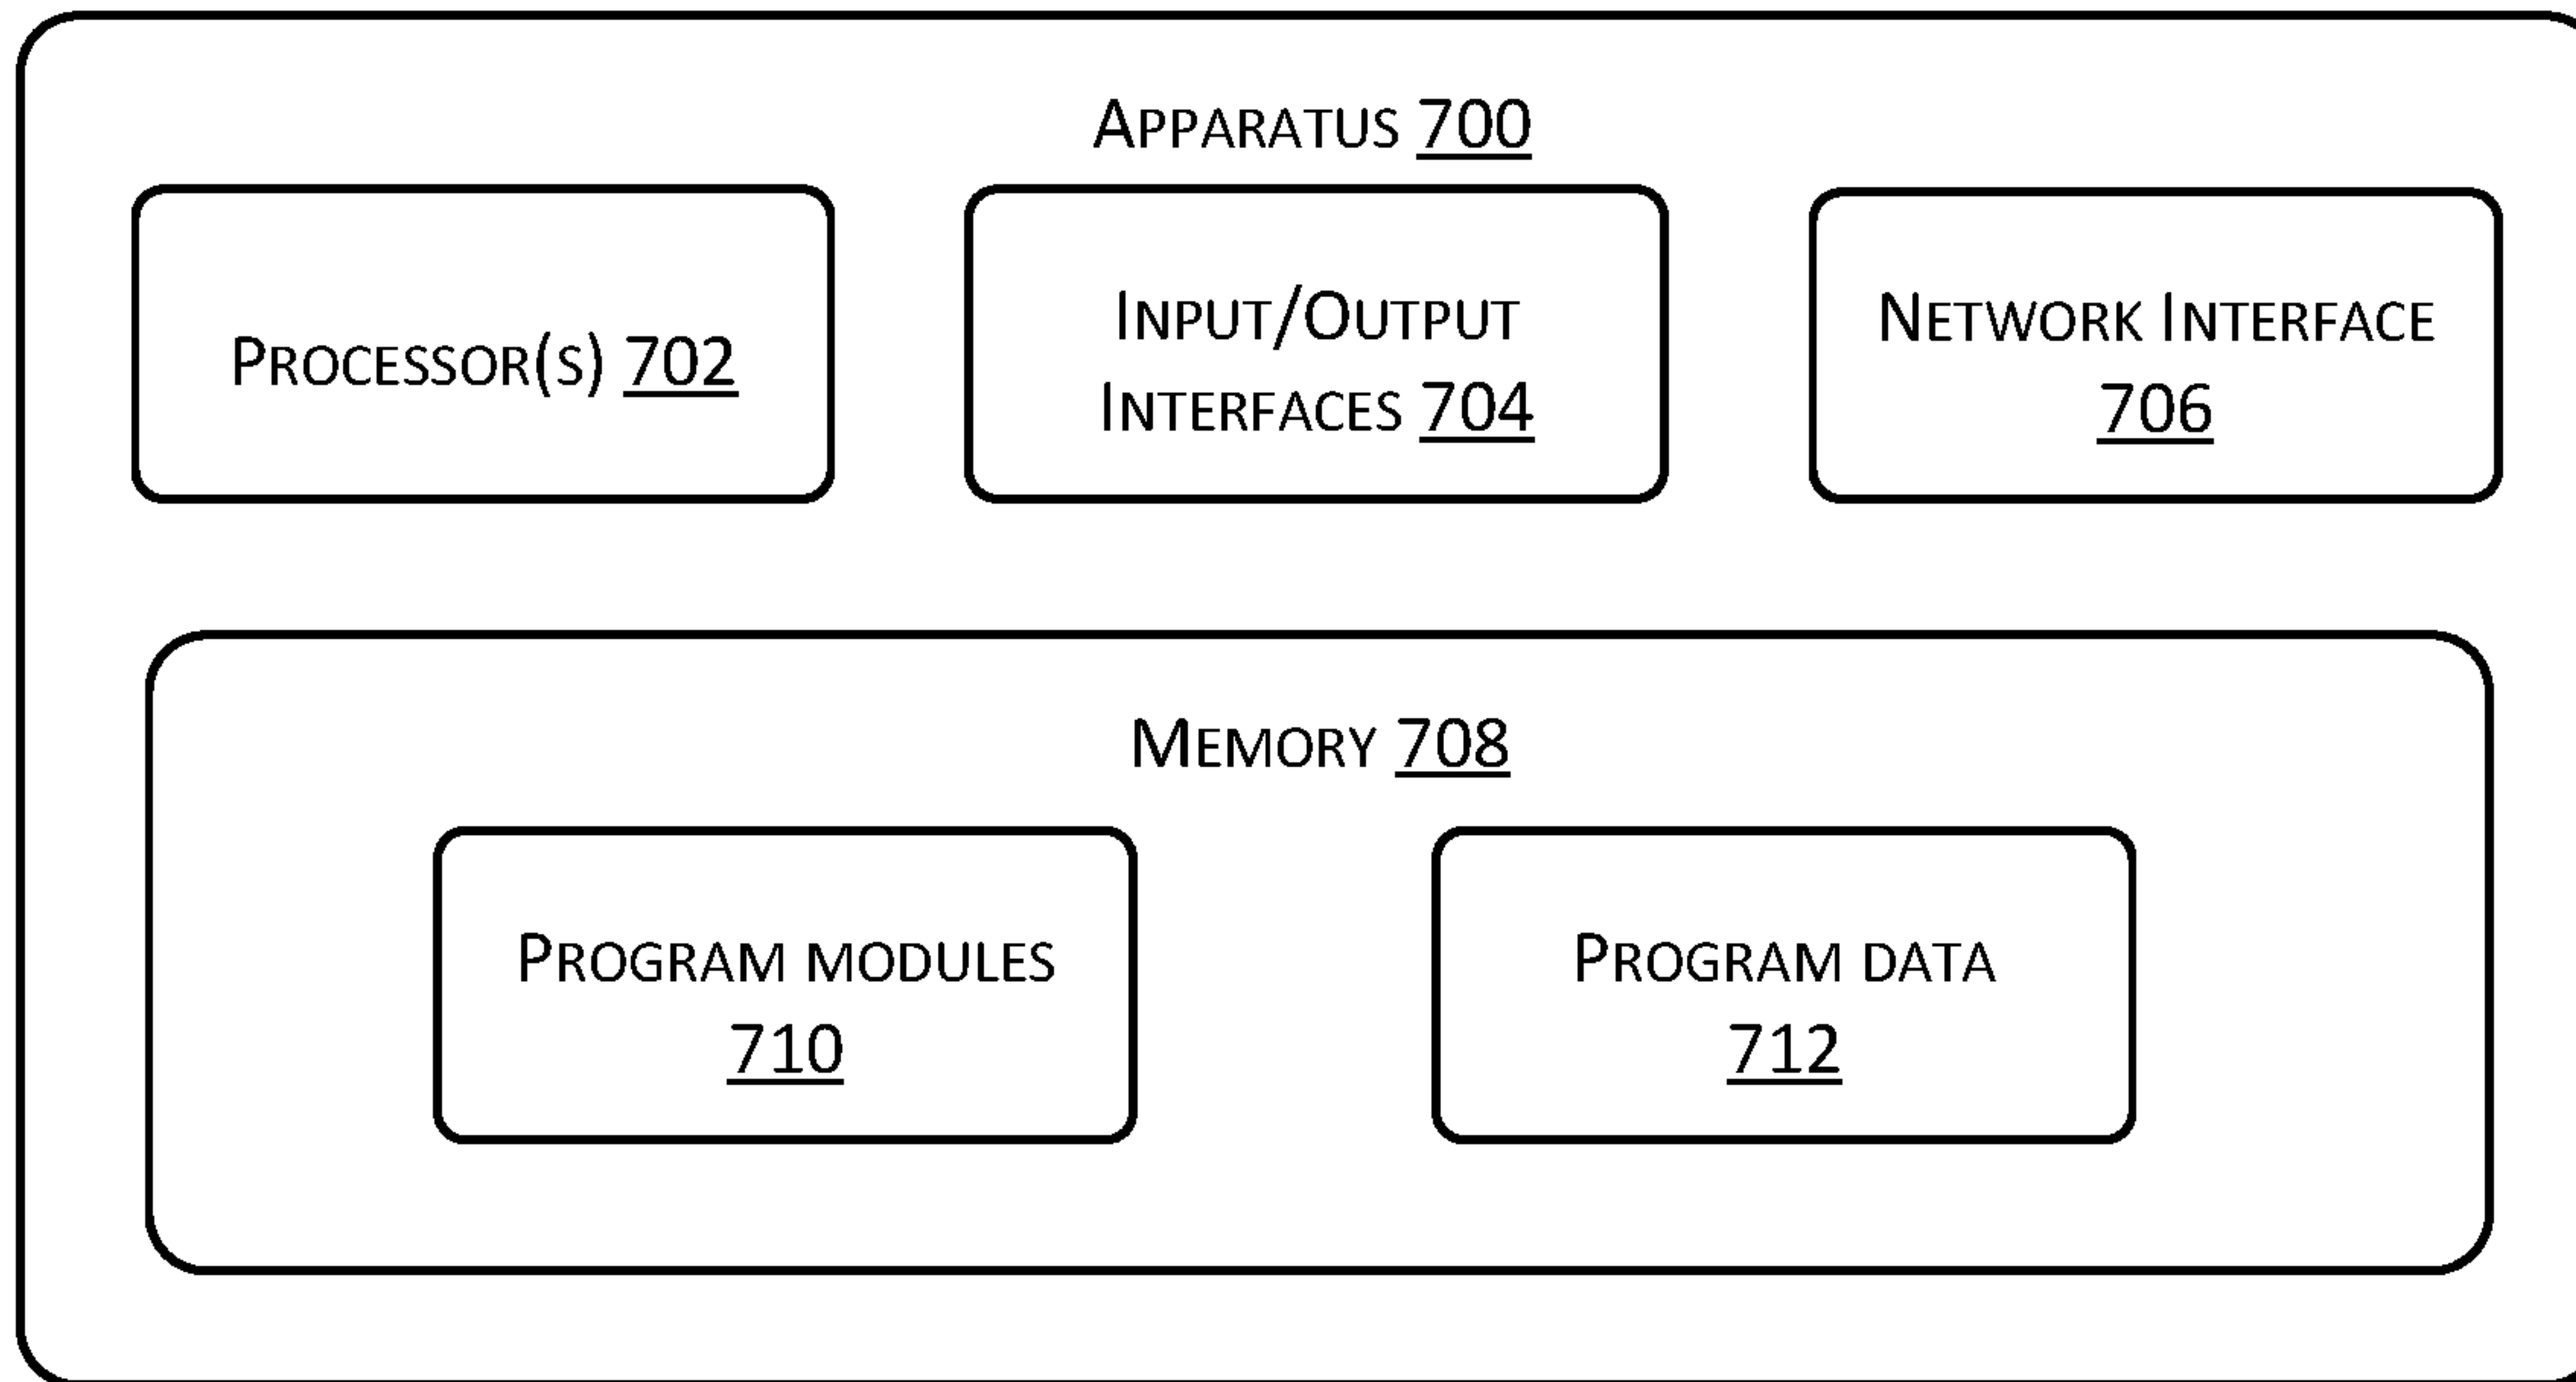 APPARATUS 700
PROCESSOR(S) 702
INPUT/OUTPUT
INTERFACES 704
NETWORK INTERFACE
706
MEMORY 708
PROGRAM MODULES
710
PROGRAM DATA
712